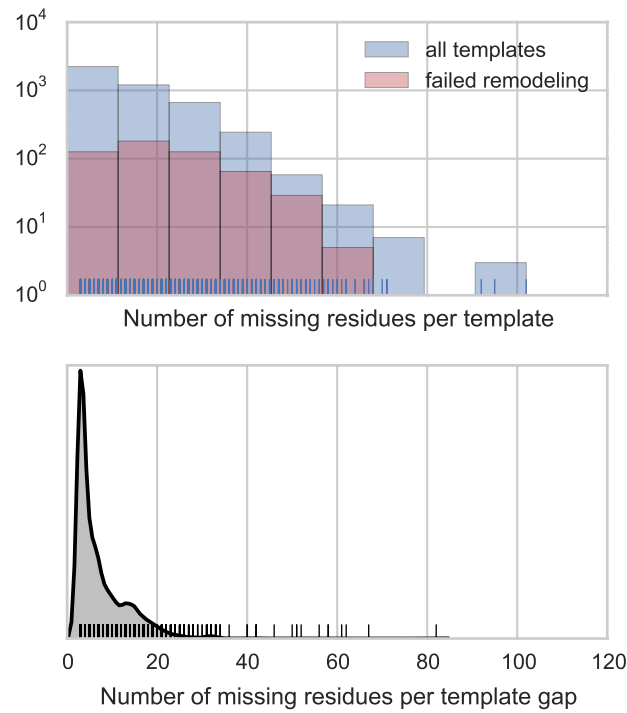 10^4
all templates
10^3
failed remodeling
10^2
10^1
10^0
Number of missing residues per template
0 20 40 60 80 100 120
Number of missing residues per template gap